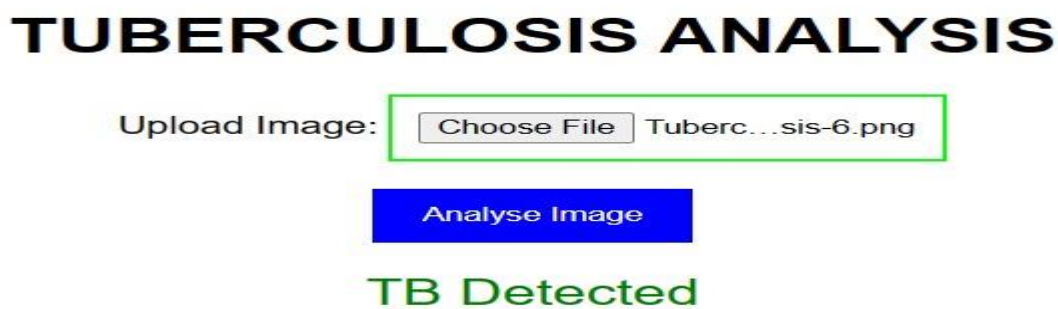 TUBERCULOSIS ANALYSIS
Upload Image: Choose File Tuberc...sis-6.png
Analyse Image
TB Detected